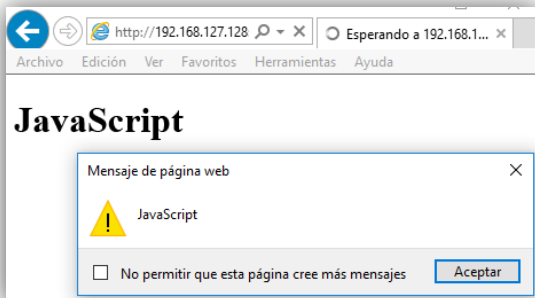 http://192.168.127.128
Esperando a 192.168.1...
Archivo Edición Ver Favoritos Herramientas Ayuda
JavaScript
Mensaje de página web
JavaScript
No permitir que esta página cree más mensajes
Aceptar